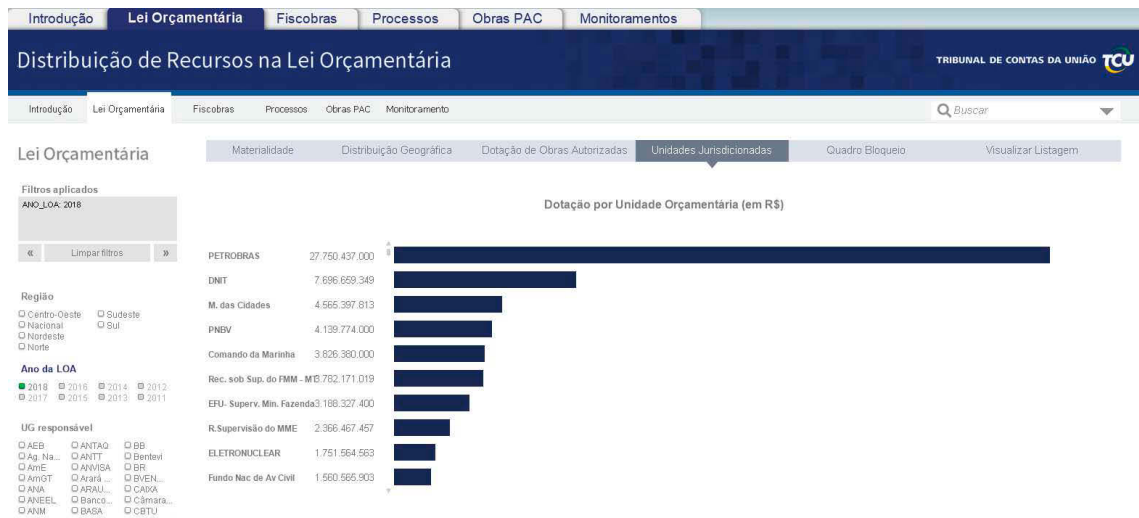 Introdução Lei Orçamentária Fiscobras Processos Obras PAC Monitoramentos
Distribuição de Recursos na Lei Orçamentária
TRIBUNAL DE CONTAS DA UNIÃO TCU
Introdução Lei Orçamentária Fiscobras Processos Obras PAC Monitoramento Buscar
Lei Orçamentária
Materialidade Distribuição Geográfica Dotação de Obras Autorizadas Unidades Jurisdicionadas Quadro Bloqueio Visualizar Listagem
Filtros aplicados
ANO_LOA: 2018
« Limpar filtros »
Região
Centro-Oeste Sudeste
Nacional Sul
Nordeste
Norte
Ano da LOA
2018 2016 2014 2012
2017 2015 2013 2011
UG responsável
AEB ANTAQ BB
Ag. Na... ANTT Bentevi
AmE ANVISA BR
AmGT Arará ... BVEN...
ANA ARAU... CAIXA
ANEEL Banco... Câmara...
ANM BASA CBTU
Dotação por Unidade Orçamentária (em R$)
PETROBRAS 27.750.437.000
DNIT 7.696.659.349
M. das Cidades 4.565.397.813
PNBV 4.139.774.000
Comando da Marinha 3.826.380.000
Rec. sob Sup. do FMM - MT 3.782.171.019
EFU- Superv. Min. Fazenda 3.188.327.400
R.Supervisão do MME 2.366.467.457
ELETRONUCLEAR 1.751.564.563
Fundo Nac de Av Civil 1.560.565.903